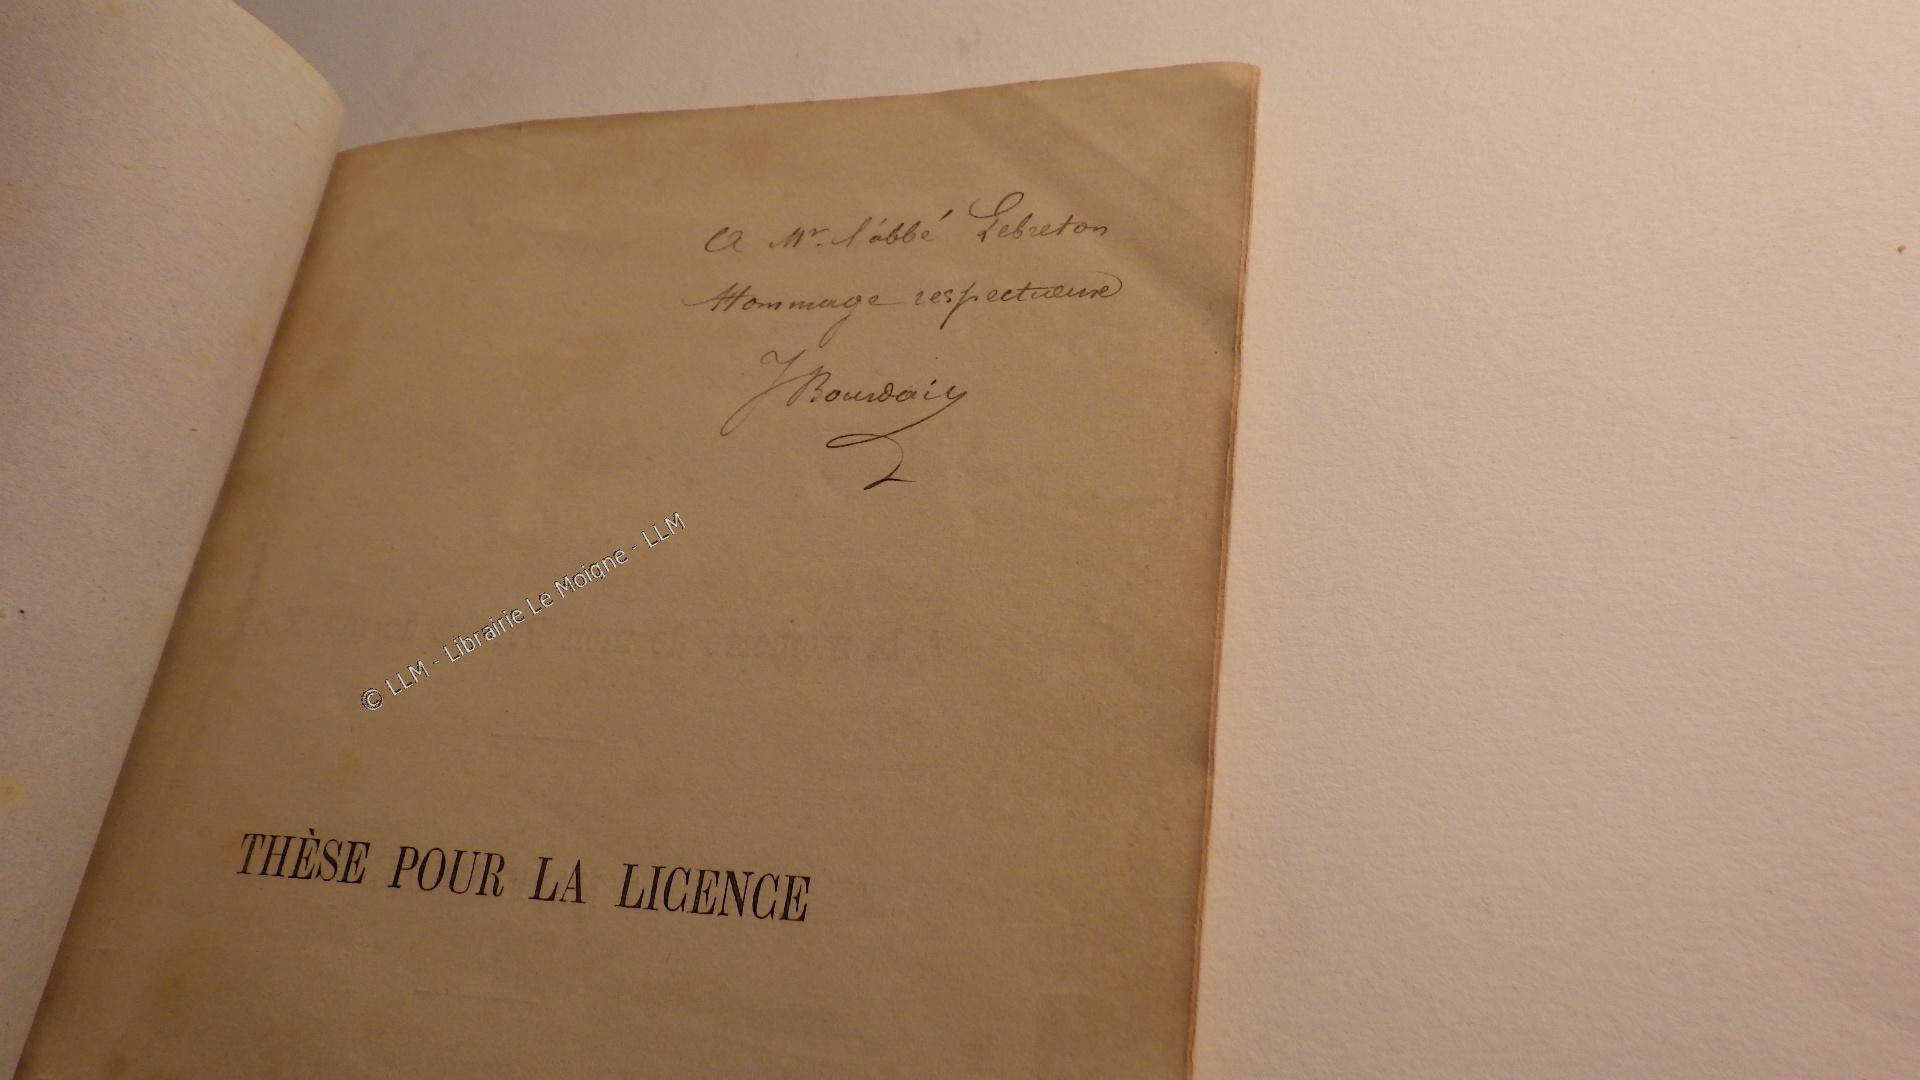 A Mr. l'abbé Lebreton
Hommage respectueux
J Bourdais
© LLM - Librairie Le Moigne - LLM
THÈSE POUR LA LICENCE